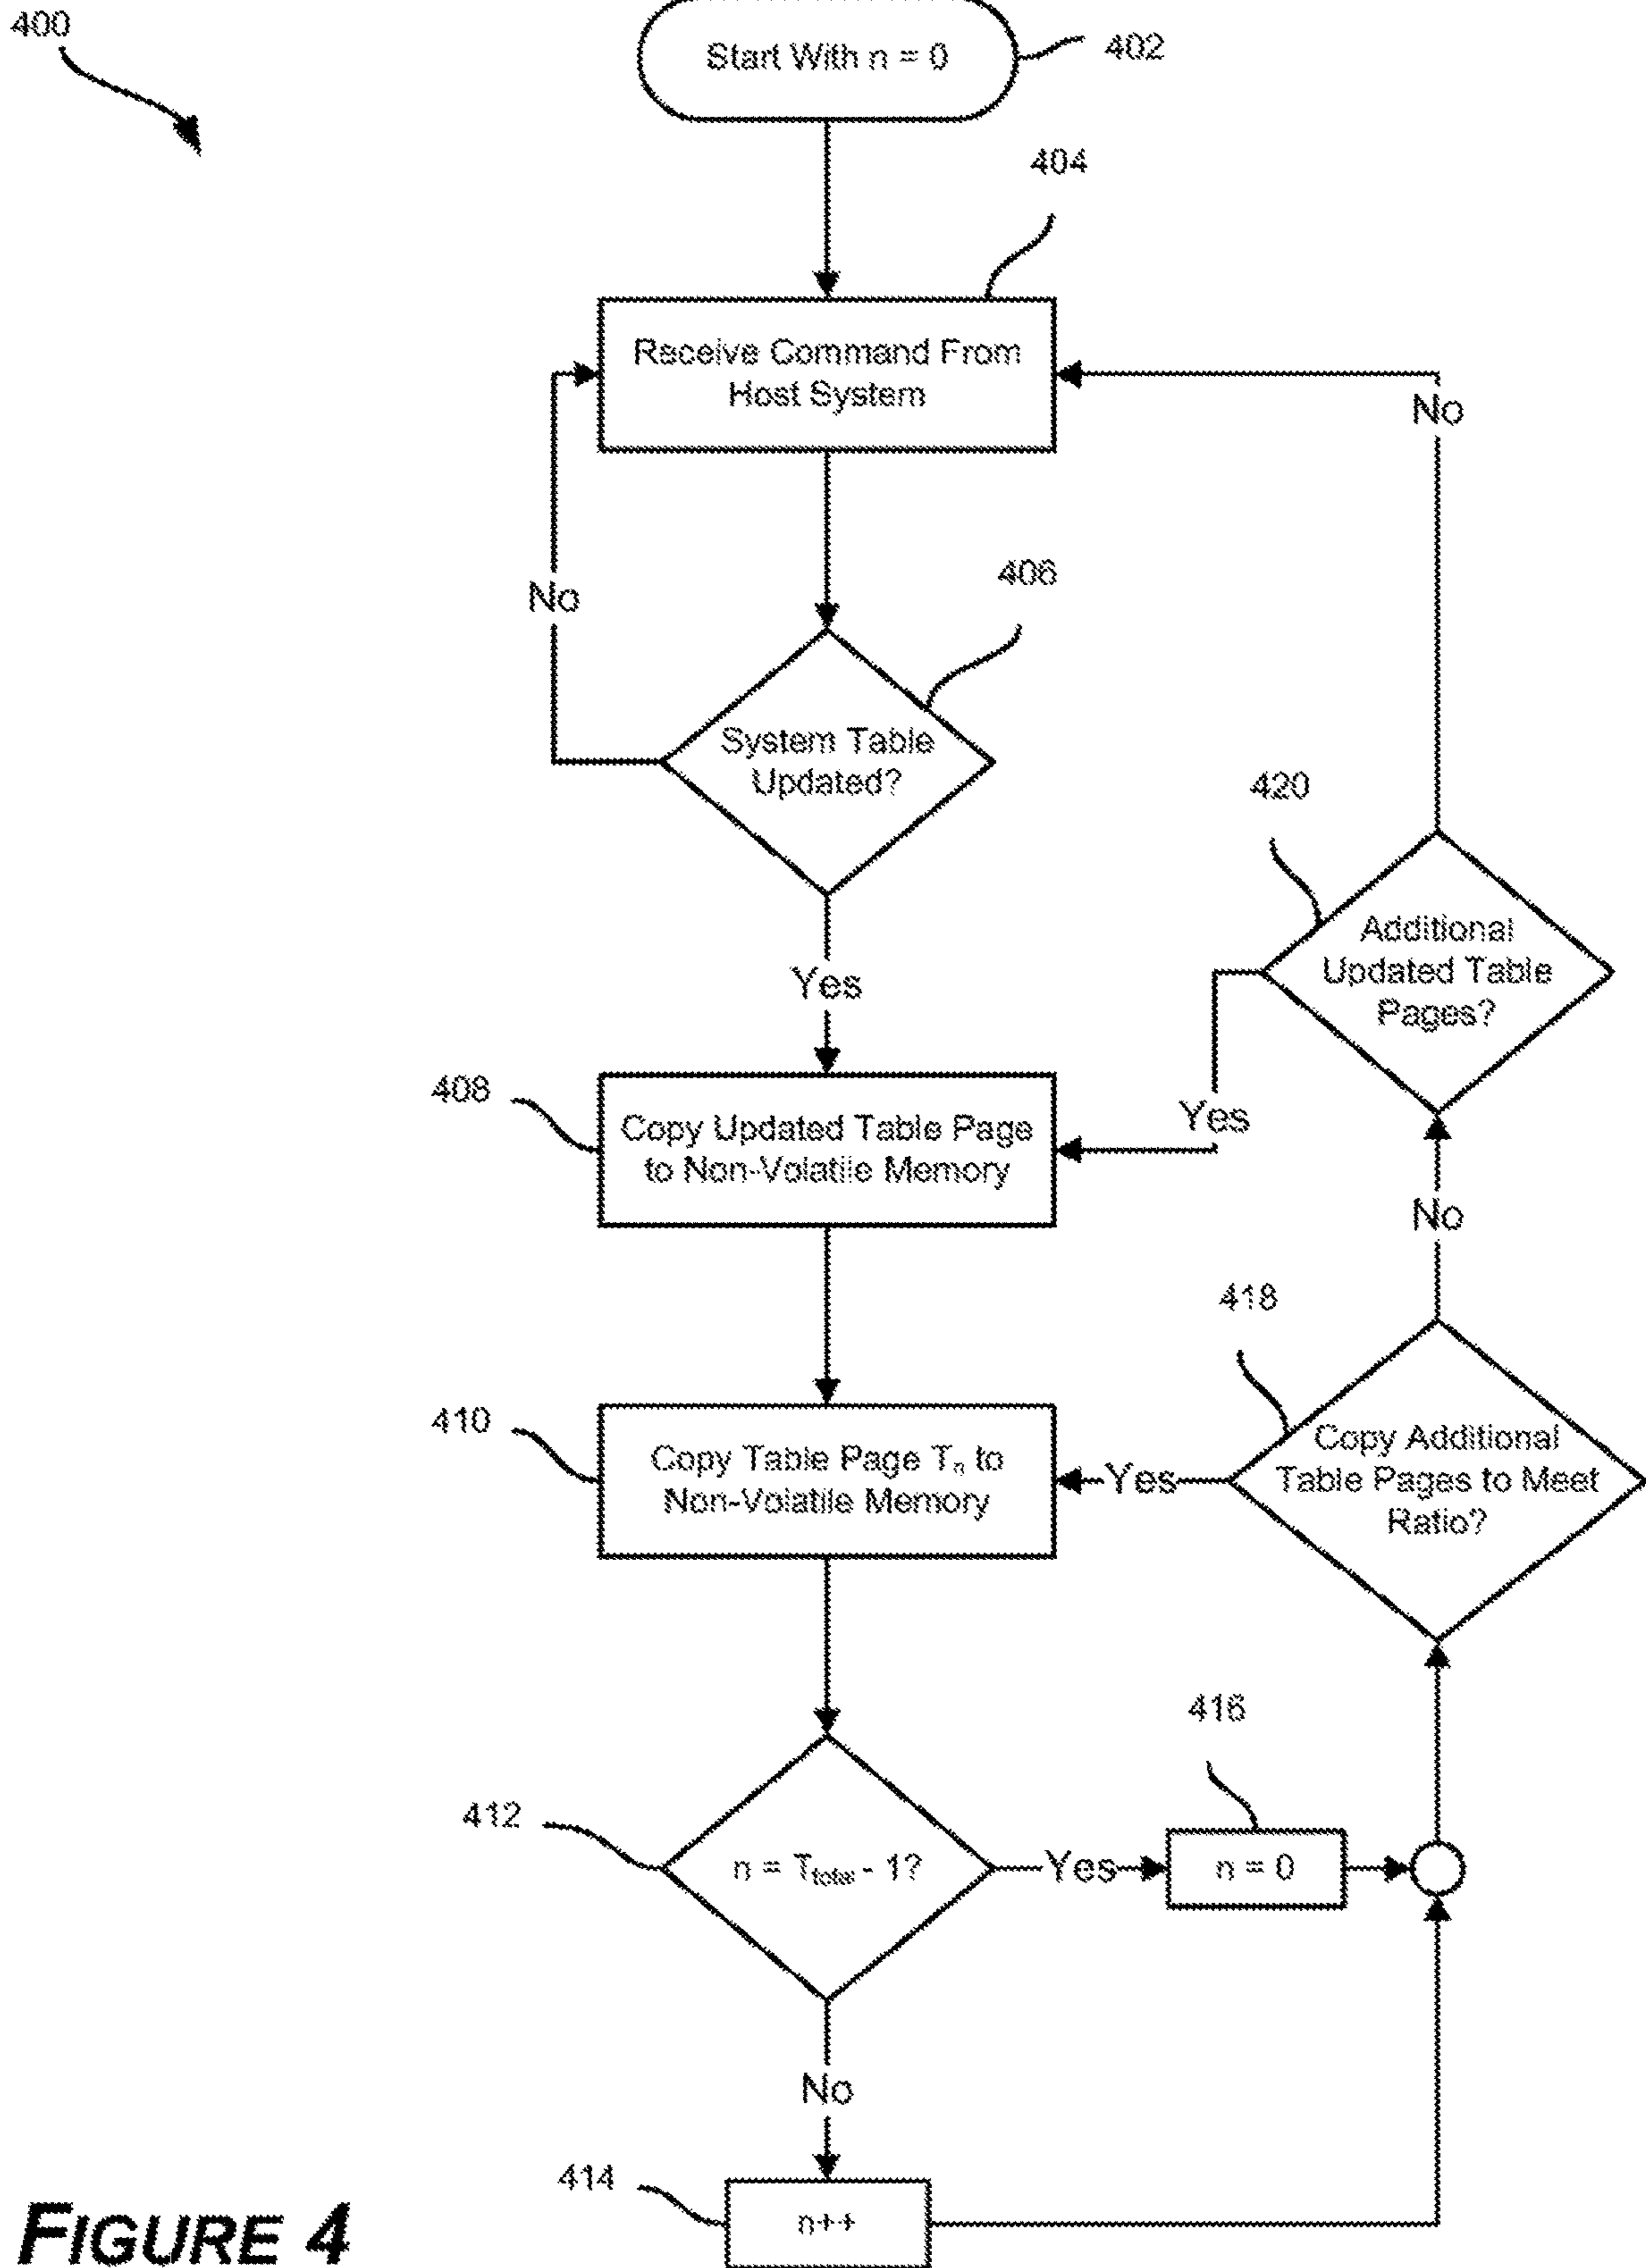 400
Start With n = 0
402
404
Receive Command From
Host System
No
No
406
System Table
Updated?
420
Additional
Updated Table
Pages?
Yes
408
Copy Updated Table Page
to Non-Volatile Memory
Yes
No
418
410
Copy Table Page Tn to
Non-Volatile Memory
Yes
Copy Additional
Table Pages to Meet
Ratio?
416
412
n = Ttotal - 1?
Yes
n = 0
No
414
n++
FIGURE 4